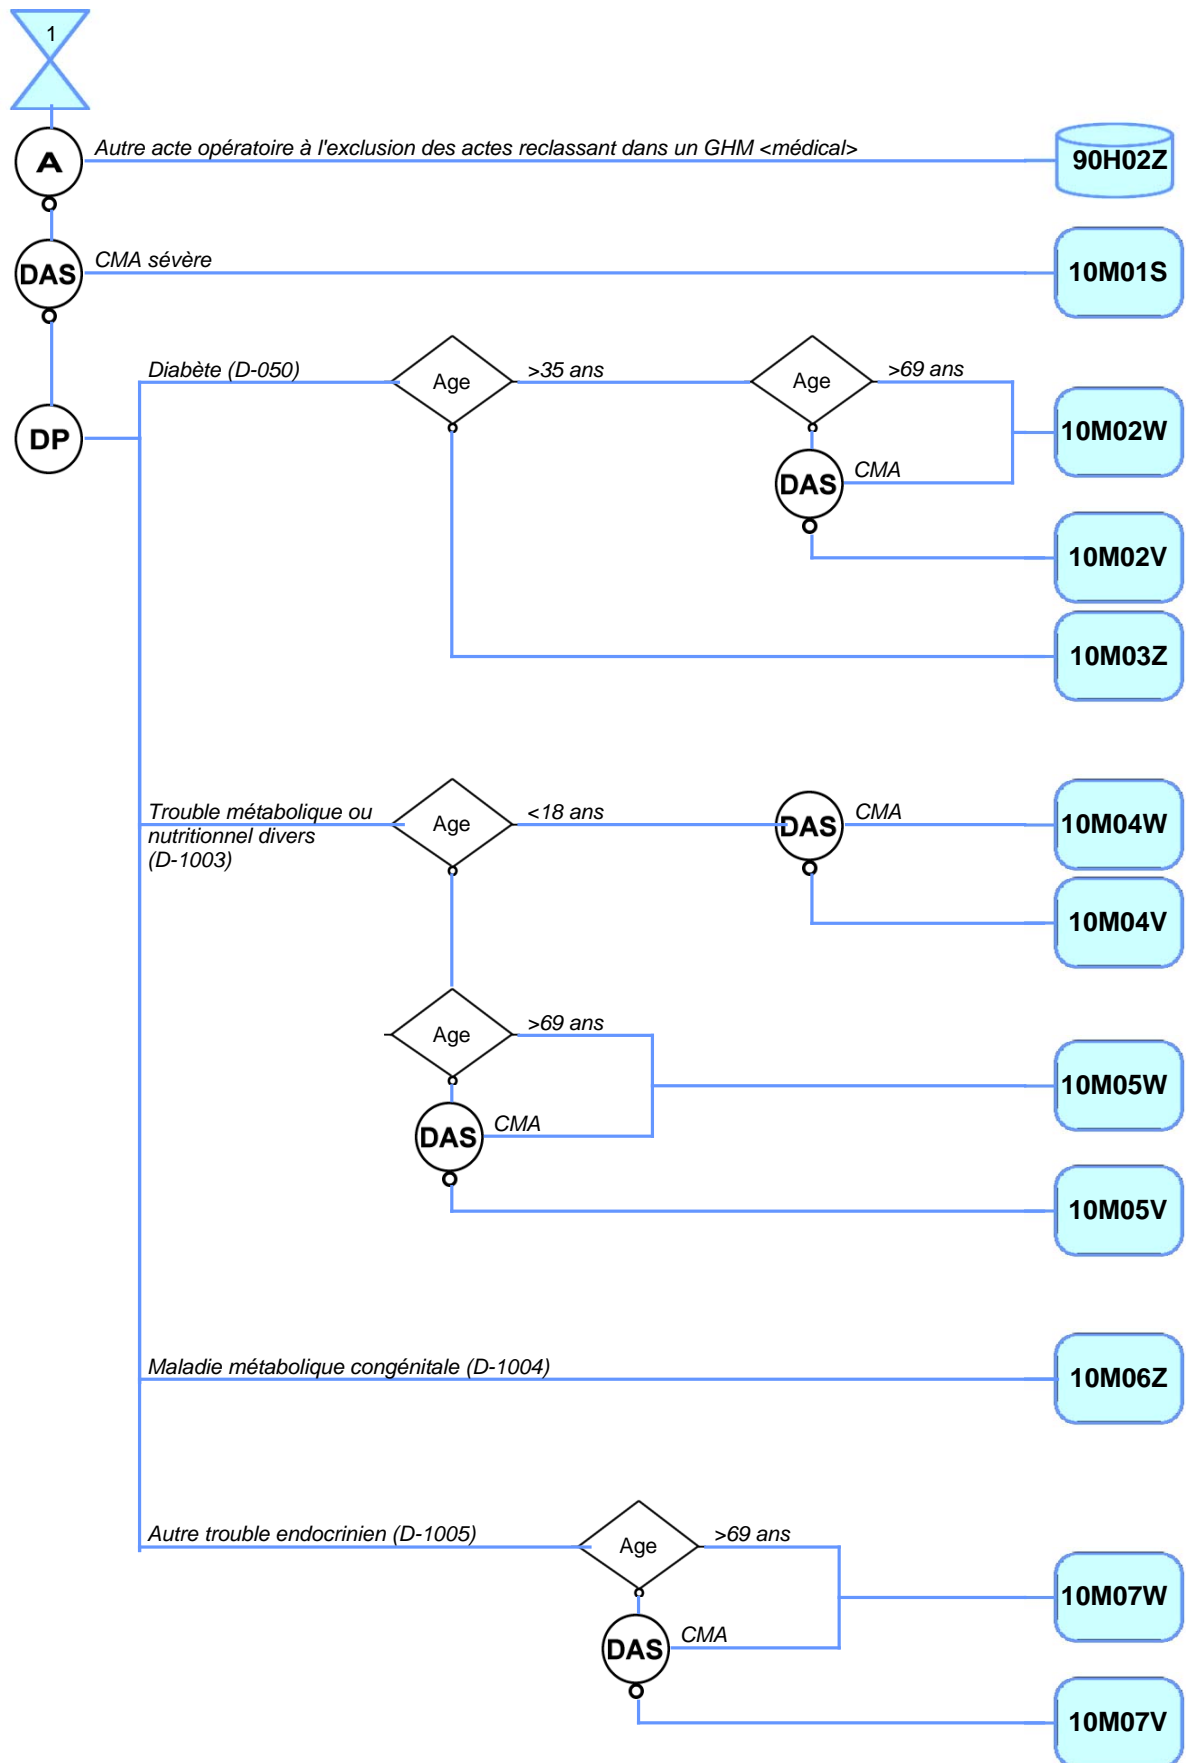 1
A
Autre acte opératoire à l'exclusion des actes reclassant dans un GHM <médical>
90H02Z
DAS
CMA sévère
10M01S
DP
Diabète (D-050)
Age
>35 ans
Age
>69 ans
10M02W
DAS
CMA
10M02V
10M03Z
Trouble métabolique ou
nutritionnel divers
(D-1003)
Age
<18 ans
DAS
CMA
10M04W
10M04V
Age
>69 ans
10M05W
DAS
CMA
10M05V
Maladie métabolique congénitale (D-1004)
10M06Z
Autre trouble endocrinien (D-1005)
Age
>69 ans
10M07W
DAS
CMA
10M07V